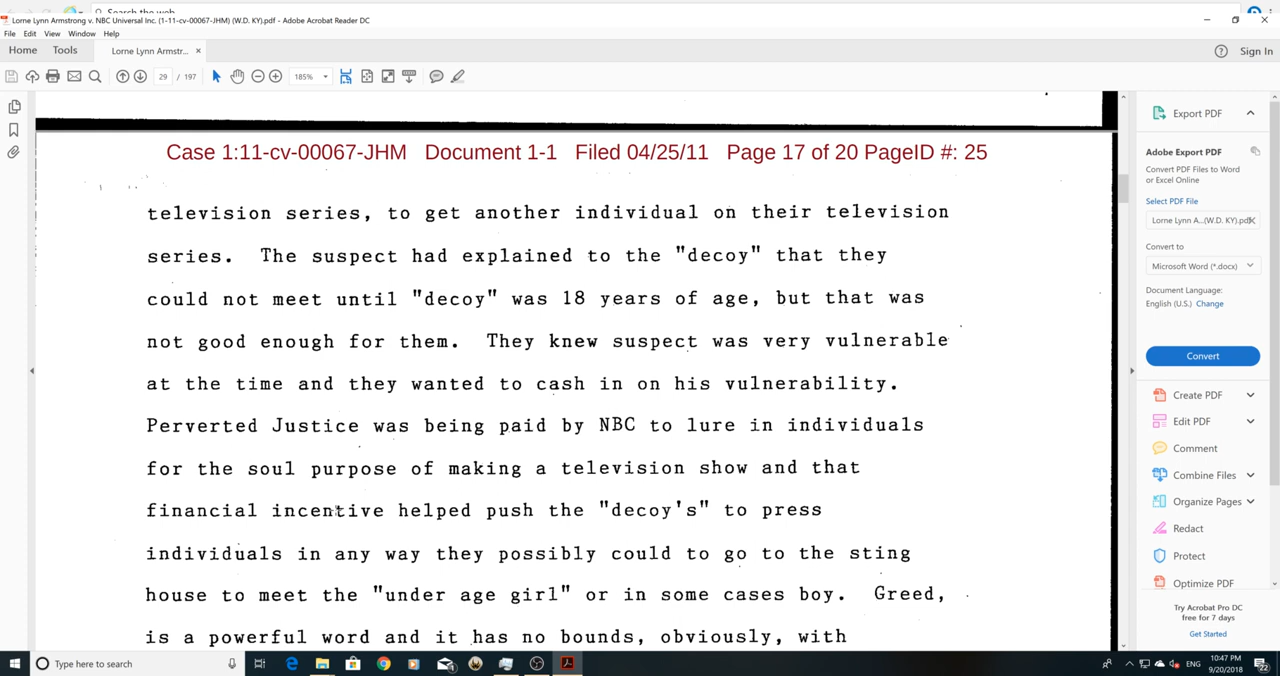 Search the web
Lorne Lynn Armstrong v. NBC Universal Inc. (1-11-cv-00067-JHM) (W.D. KY).pdf - Adobe Acrobat Reader DC
File Edit View Window Help
Home Tools Lorne Lynn Armstr... × Sign In
29 / 197 185%
Case 1:11-cv-00067-JHM Document 1-1 Filed 04/25/11 Page 17 of 20 PageID #: 25
television series, to get another individual on their television
series. The suspect had explained to the "decoy" that they
could not meet until "decoy" was 18 years of age, but that was
not good enough for them. They knew suspect was very vulnerable
at the time and they wanted to cash in on his vulnerability.
Perverted Justice was being paid by NBC to lure in individuals
for the soul purpose of making a television show and that
financial incentive helped push the "decoy's" to press
individuals in any way they possibly could to go to the sting
house to meet the "under age girl" or in some cases boy. Greed,
is a powerful word and it has no bounds, obviously, with
Export PDF
Adobe Export PDF
Convert PDF Files to Word
or Excel Online
Select PDF File
Lorne Lynn A...(W.D. KY).pdf
Convert to
Microsoft Word (*.docx)
Document Language:
English (U.S.) Change
Convert
Create PDF
Edit PDF
Comment
Combine Files
Organize Pages
Redact
Protect
Optimize PDF
Try Acrobat Pro DC
free for 7 days
Get Started
Type here to search
ENG
10:47 PM
9/20/2018
22